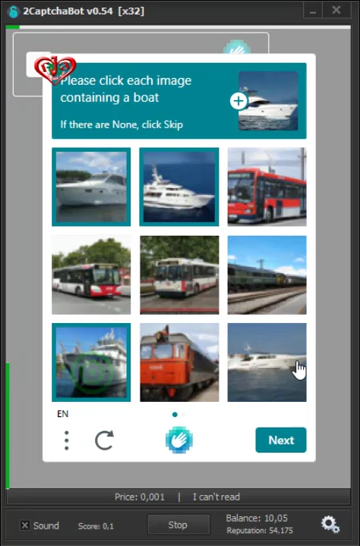 2CaptchaBot v0.54 [x32]
Please click each image
containing a boat
If there are None, click Skip
EN
Next
Price: 0,001 | I can't read
Sound
Score: 0,1
Stop
Balance: 10,05
Reputation: 54.175